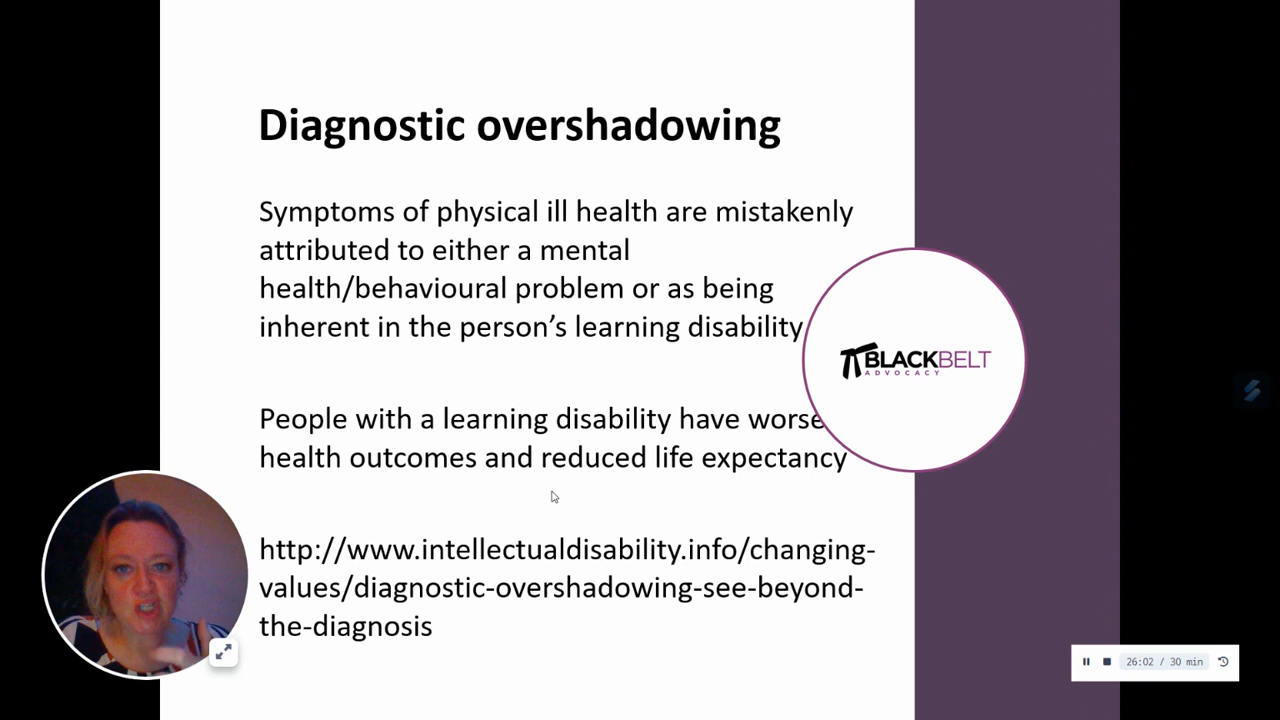 Diagnostic overshadowing
Symptoms of physical ill health are mistakenly
attributed to either a mental
health/behavioural problem or as being
inherent in the person’s learning disability
BLACKBELT
ADVOCACY
People with a learning disability have worse
health outcomes and reduced life expectancy
http://www.intellectualdisability.info/changing-
values/diagnostic-overshadowing-see-beyond-
the-diagnosis
26:02 / 30 min